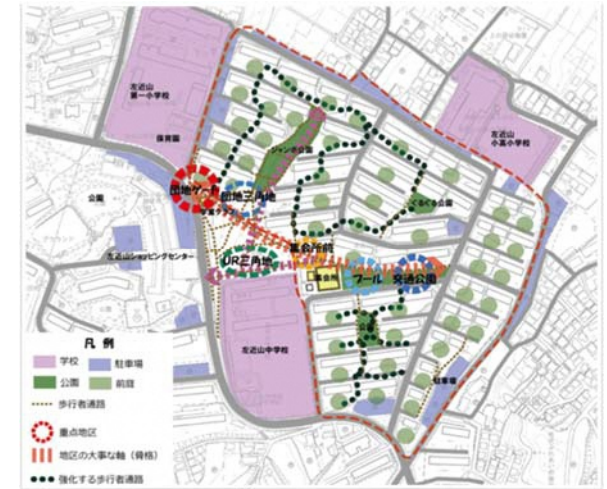 左近山
第一小学校
保育園
ジャンボ公園
左近山
小高小学校
公園
団地ゲート
団地三角地
ぐるぐる公園
左近山ショッピングセンター
UR三角地
集会所前
集会所
プール
交通公園
左近山中学校
駐車場
凡 例
学校
駐車場
公園
前庭
歩行者通路
重点地区
地区の大事な軸（骨格）
強化する歩行者通路